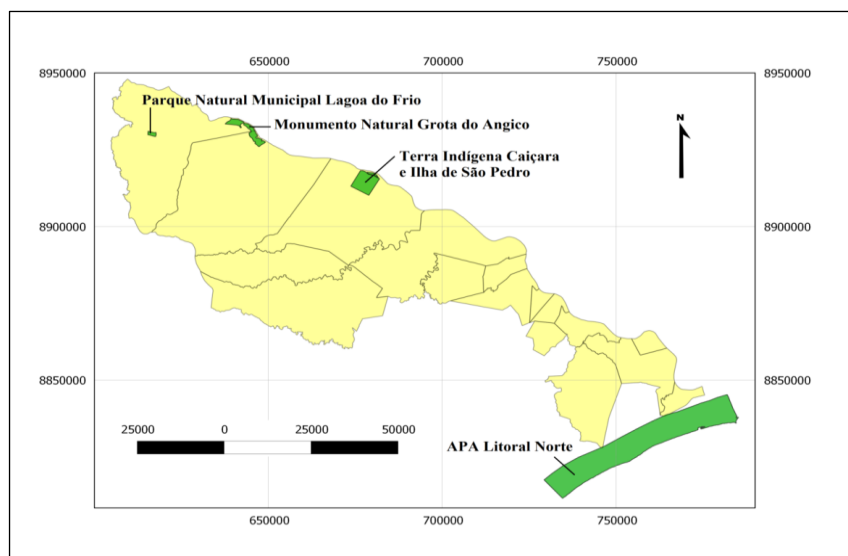 650000 700000 750000
8950000 8950000
Parque Natural Municipal Lagoa do Frio
Monumento Natural Grota do Angico
N
Terra Indígena Caiçara
e Ilha de São Pedro
8900000 8900000
8850000 8850000
25000 0 25000 50000
APA Litoral Norte
650000 700000 750000